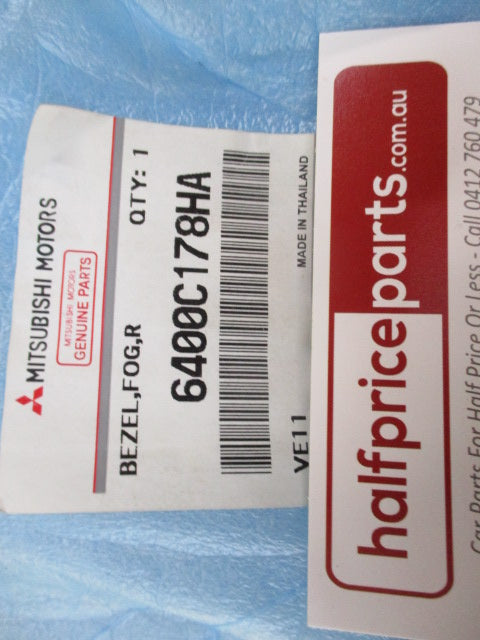 MITSUBISHI MOTORS
MITSUBISHI MOTORS
GENUINE PARTS
BEZEL,FOG,R QTY: 1
6400C178HA
VE11 MADE IN THAILAND
halfpriceparts.com.au
Car Parts For Half Price Or Less - Call 0412 760 479